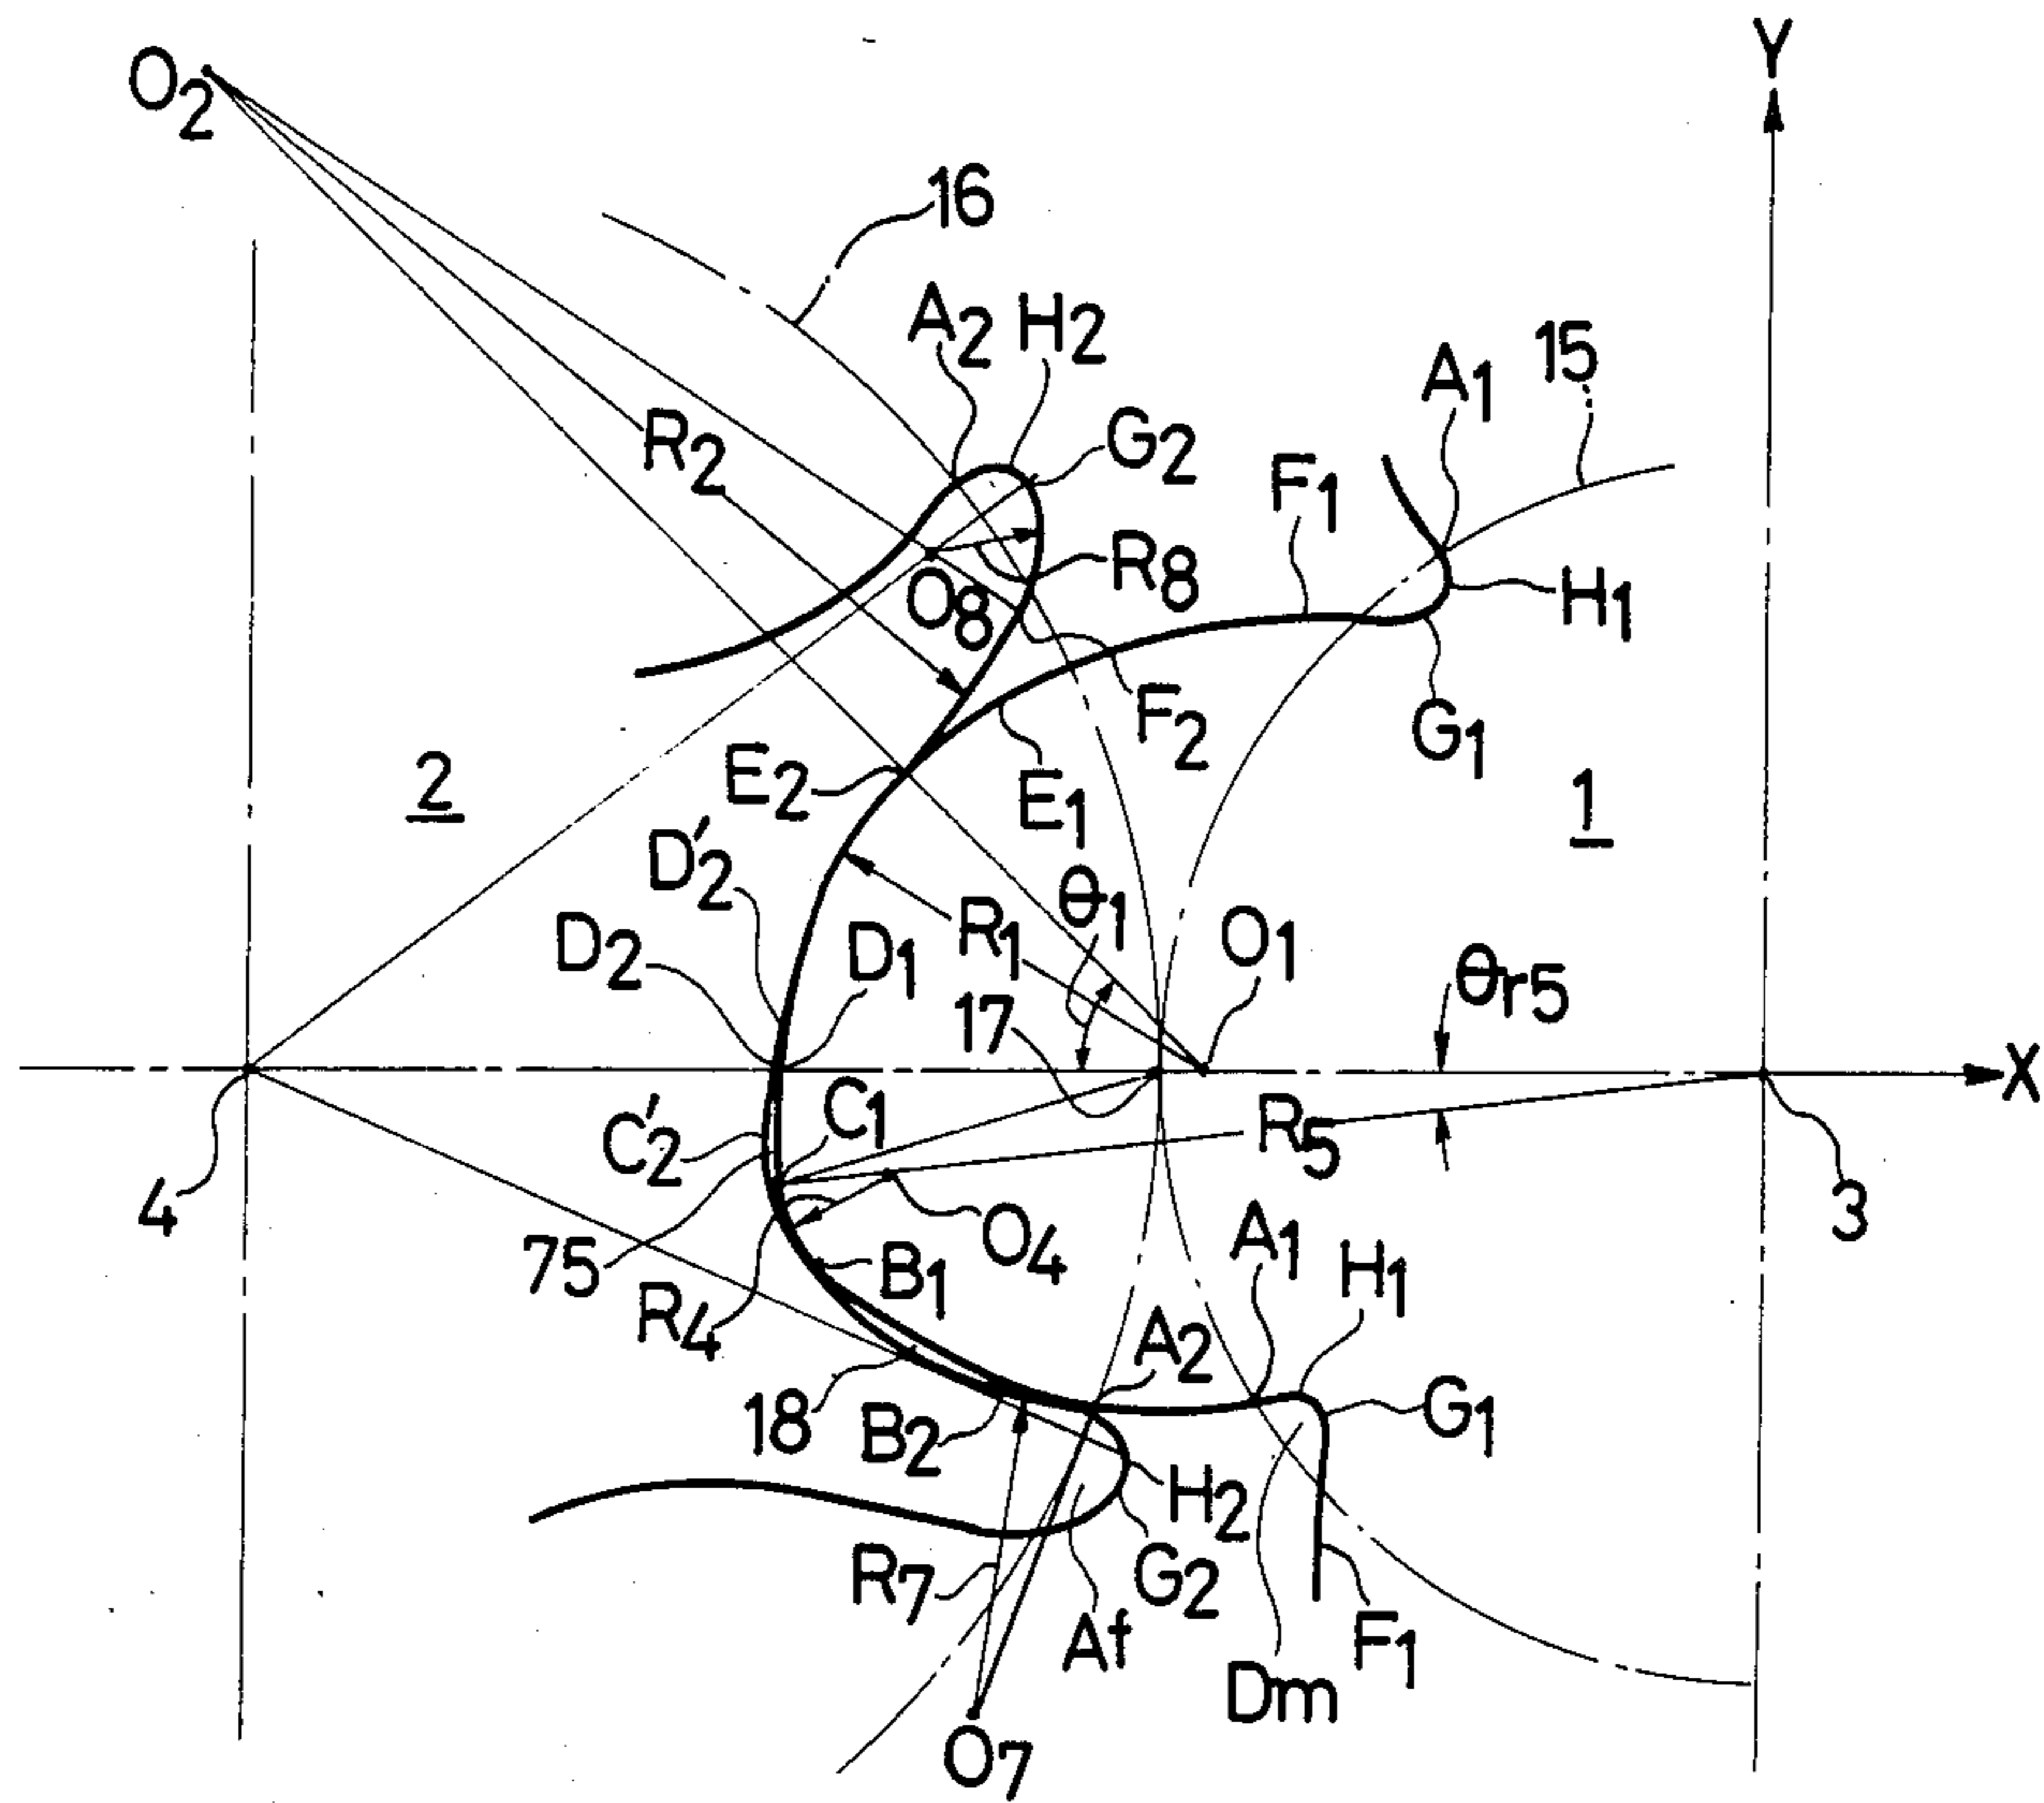 Y
O2
16
A2
H2
15
A1
G2
R2
F1
R8
H1
O8
F2
G1
E2
2
E1
1
D'2
θ1
R1
O1
D2
D1
θr5
17
X
C1
R5
C'2
4
3
O4
A1
75
B1
H1
R4
A2
18
B2
G1
H2
R7
G2
Af
F1
Dm
O7